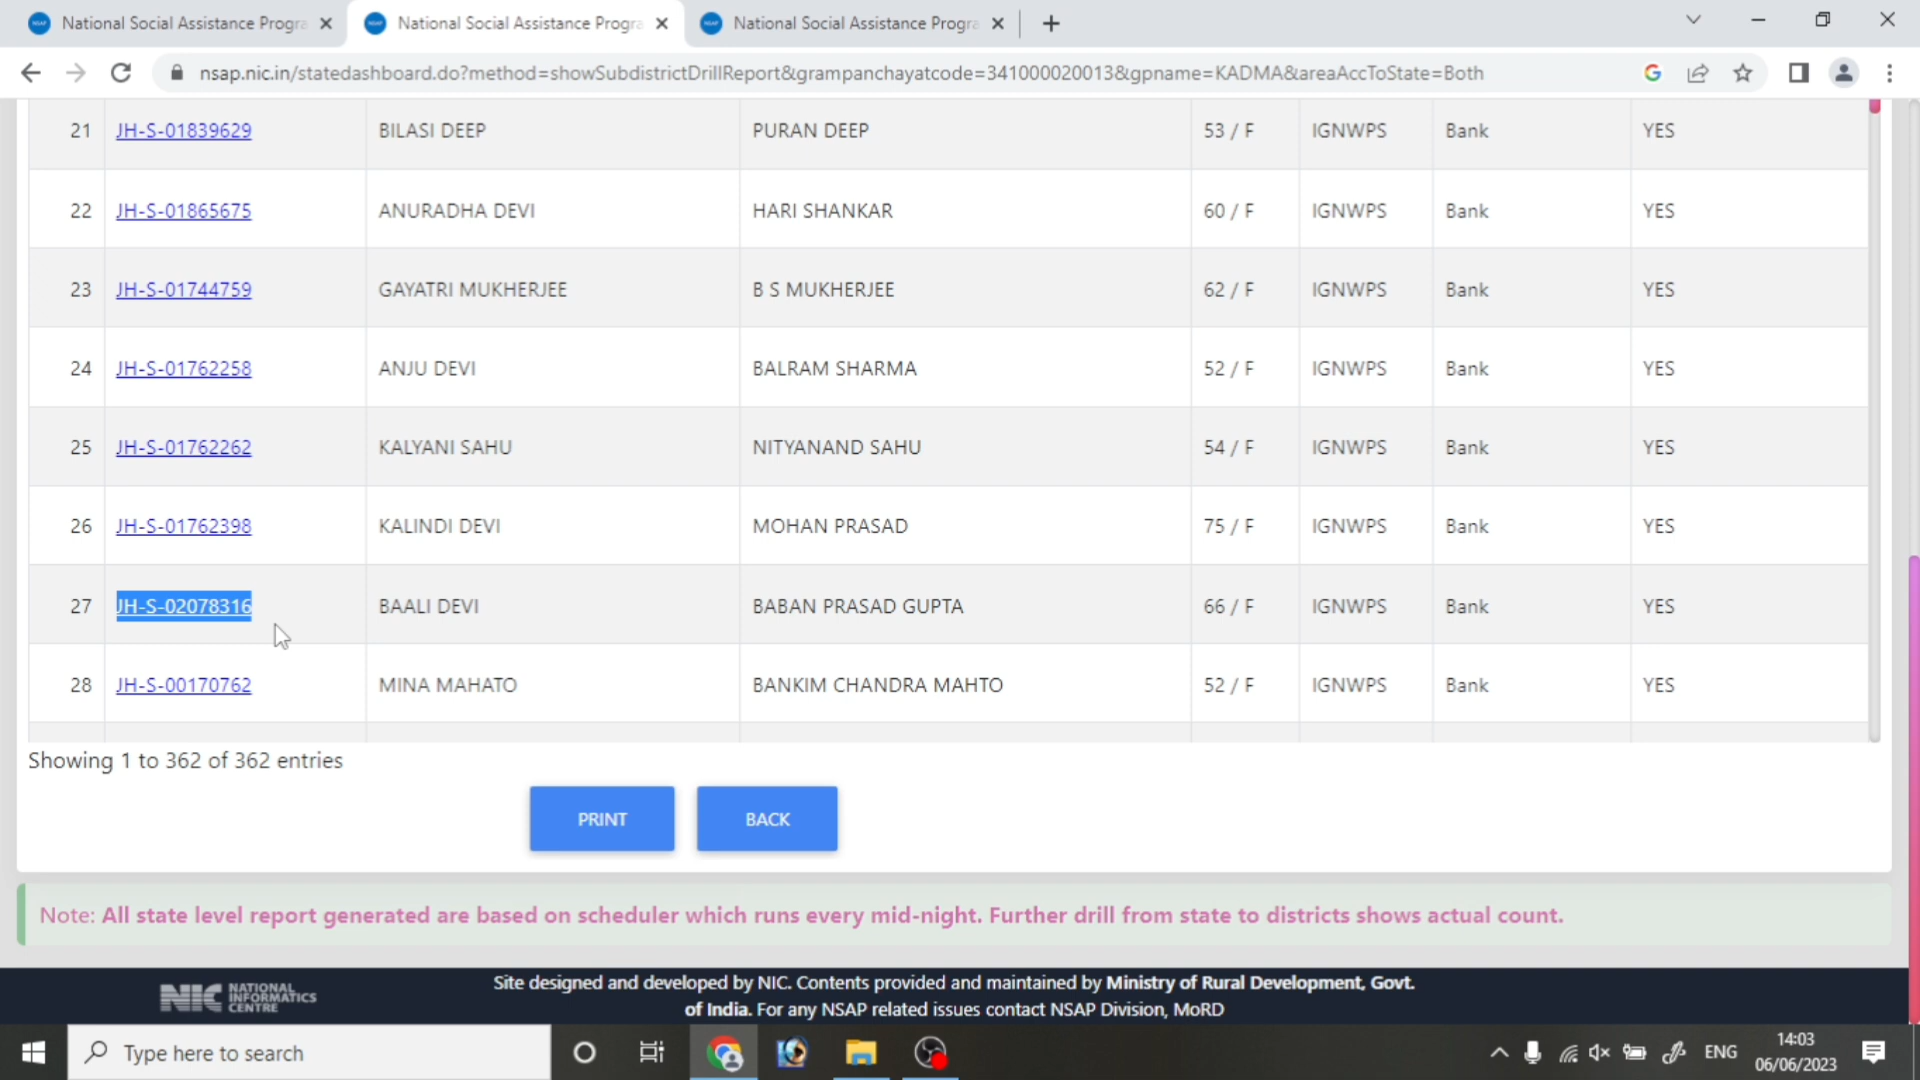 National Social Assistance Progra
National Social Assistance Progra
National Social Assistance Progra
nsap.nic.in/statedashboard.do?method=showSubdistrictDrillReport&grampanchayatcode=341000020013&gpname=KADMA&areaAccToState=Both
21 JH-S-01839629 BILASI DEEP PURAN DEEP 53 / F IGNWPS Bank YES
22 JH-S-01865675 ANURADHA DEVI HARI SHANKAR 60 / F IGNWPS Bank YES
23 JH-S-01744759 GAYATRI MUKHERJEE B S MUKHERJEE 62 / F IGNWPS Bank YES
24 JH-S-01762258 ANJU DEVI BALRAM SHARMA 52 / F IGNWPS Bank YES
25 JH-S-01762262 KALYANI SAHU NITYANAND SAHU 54 / F IGNWPS Bank YES
26 JH-S-01762398 KALINDI DEVI MOHAN PRASAD 75 / F IGNWPS Bank YES
27 JH-S-02078316 BAALI DEVI BABAN PRASAD GUPTA 66 / F IGNWPS Bank YES
28 JH-S-00170762 MINA MAHATO BANKIM CHANDRA MAHTO 52 / F IGNWPS Bank YES
Showing 1 to 362 of 362 entries
PRINT BACK
Note: All state level report generated are based on scheduler which runs every mid-night. Further drill from state to districts shows actual count.
NIC NATIONAL INFORMATICS CENTRE
Site designed and developed by NIC. Contents provided and maintained by Ministry of Rural Development, Govt.
of India. For any NSAP related issues contact NSAP Division, MoRD
Type here to search
ENG
14:03
06/06/2023